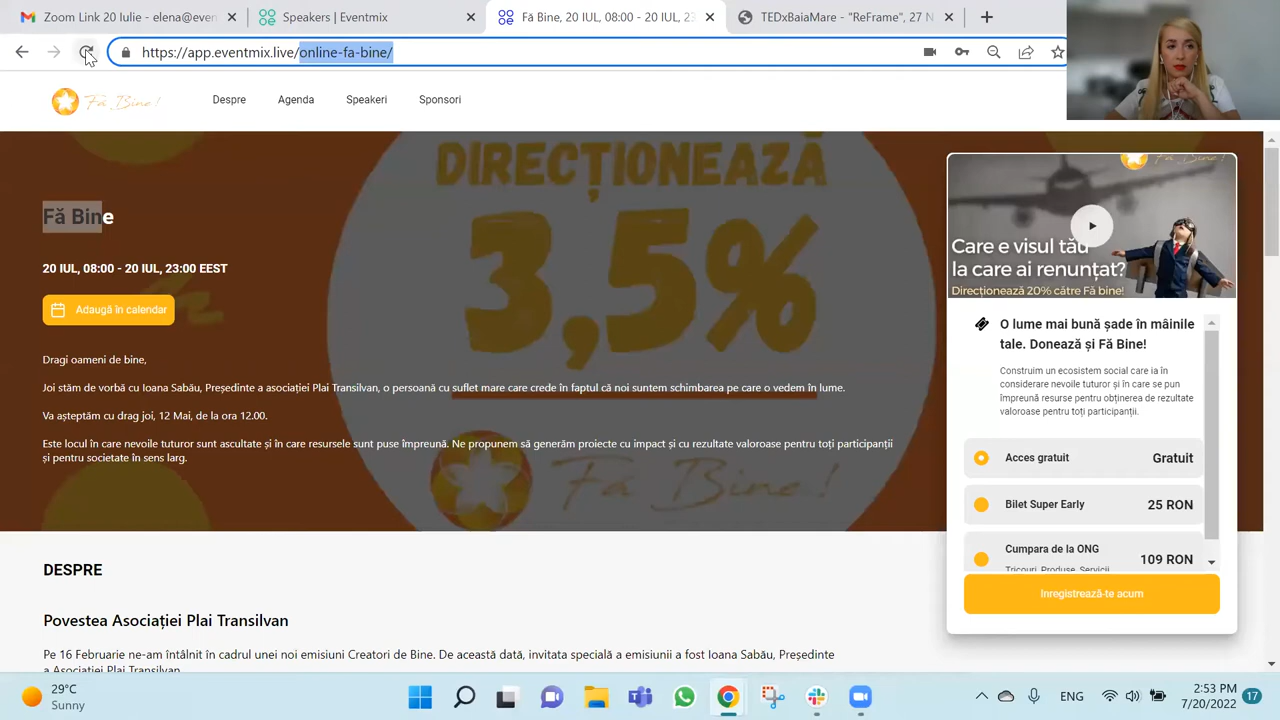 Zoom Link 20 Iulie - elena@even
Speakers | Eventmix
Fă Bine, 20 IUL, 08:00 - 20 IUL, 23
TEDxBaiaMare - "ReFrame", 27 N
https://app.eventmix.live/online-fa-bine/
Fă Bine!
Despre
Agenda
Speakeri
Sponsori
DIRECȚIONEAZĂ
3,5%
Fă Bine!
Fă Bine
20 IUL, 08:00 - 20 IUL, 23:00 EEST
Adaugă în calendar
Dragi oameni de bine,
Joi stăm de vorbă cu Ioana Sabău, Președinte a asociației Plai Transilvan, o persoană cu suflet mare care crede în faptul că noi suntem schimbarea pe care o vedem în lume.
Va așteptăm cu drag joi, 12 Mai, de la ora 12.00.
Este locul în care nevoile tuturor sunt ascultate și în care resursele sunt puse împreună. Ne propunem să generăm proiecte cu impact și cu rezultate valoroase pentru toți participanții
și pentru societate în sens larg.
Care e visul tău
la care ai renunțat?
Direcționează 20% către Fă bine!
O lume mai bună șade în mâinile
tale. Donează și Fă Bine!
Construim un ecosistem social care ia în
considerare nevoile tuturor și în care se pun
împreună resurse pentru obținerea de rezultate
valoroase pentru toți participanții.
Acces gratuit Gratuit
Bilet Super Early 25 RON
Cumpara de la ONG 109 RON
Tricouri, Produse, Servicii
Inregistrează-te acum
DESPRE
Povestea Asociației Plai Transilvan
Pe 16 Februarie ne-am întâlnit în cadrul unei noi emisiuni Creatori de Bine. De această dată, invitata specială a emisiunii a fost Ioana Sabău, Președinte
a Asociației Plai Transilvan
29°C
Sunny
ENG
2:53 PM
7/20/2022
17